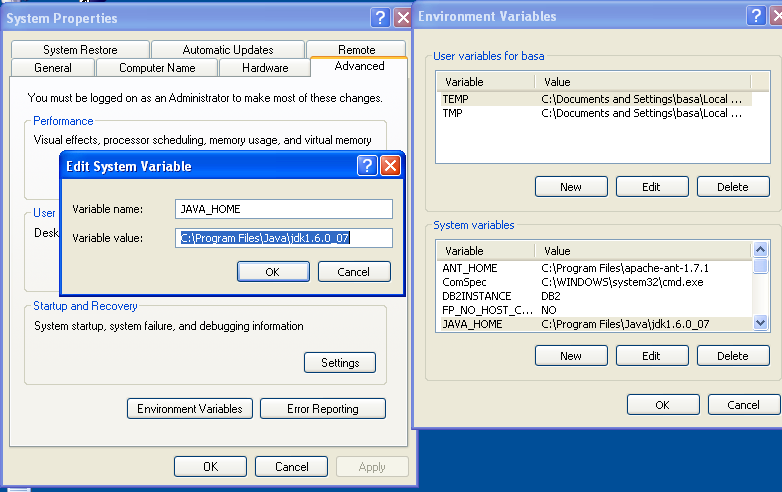 System Properties
System Restore
Automatic Updates
Remote
General
Computer Name
Hardware
Advanced
You must be logged on as an Administrator to make most of these changes.
Performance
Visual effects, processor scheduling, memory usage, and virtual memory
Edit System Variable
Variable name:
JAVA_HOME
Variable value:
C:\Program Files\Java\jdk1.6.0_07
OK
Cancel
User
Desk
Startup and Recovery
System startup, system failure, and debugging information
Settings
Environment Variables
Error Reporting
OK
Cancel
Apply
Environment Variables
User variables for basa
Variable Value
TEMP C:\Documents and Settings\basa\Local ...
TMP C:\Documents and Settings\basa\Local ...
New
Edit
Delete
System variables
Variable Value
ANT_HOME C:\Program Files\apache-ant-1.7.1
ComSpec C:\WINDOWS\system32\cmd.exe
DB2INSTANCE DB2
FP_NO_HOST_C... NO
JAVA_HOME C:\Program Files\Java\jdk1.6.0_07
New
Edit
Delete
OK
Cancel